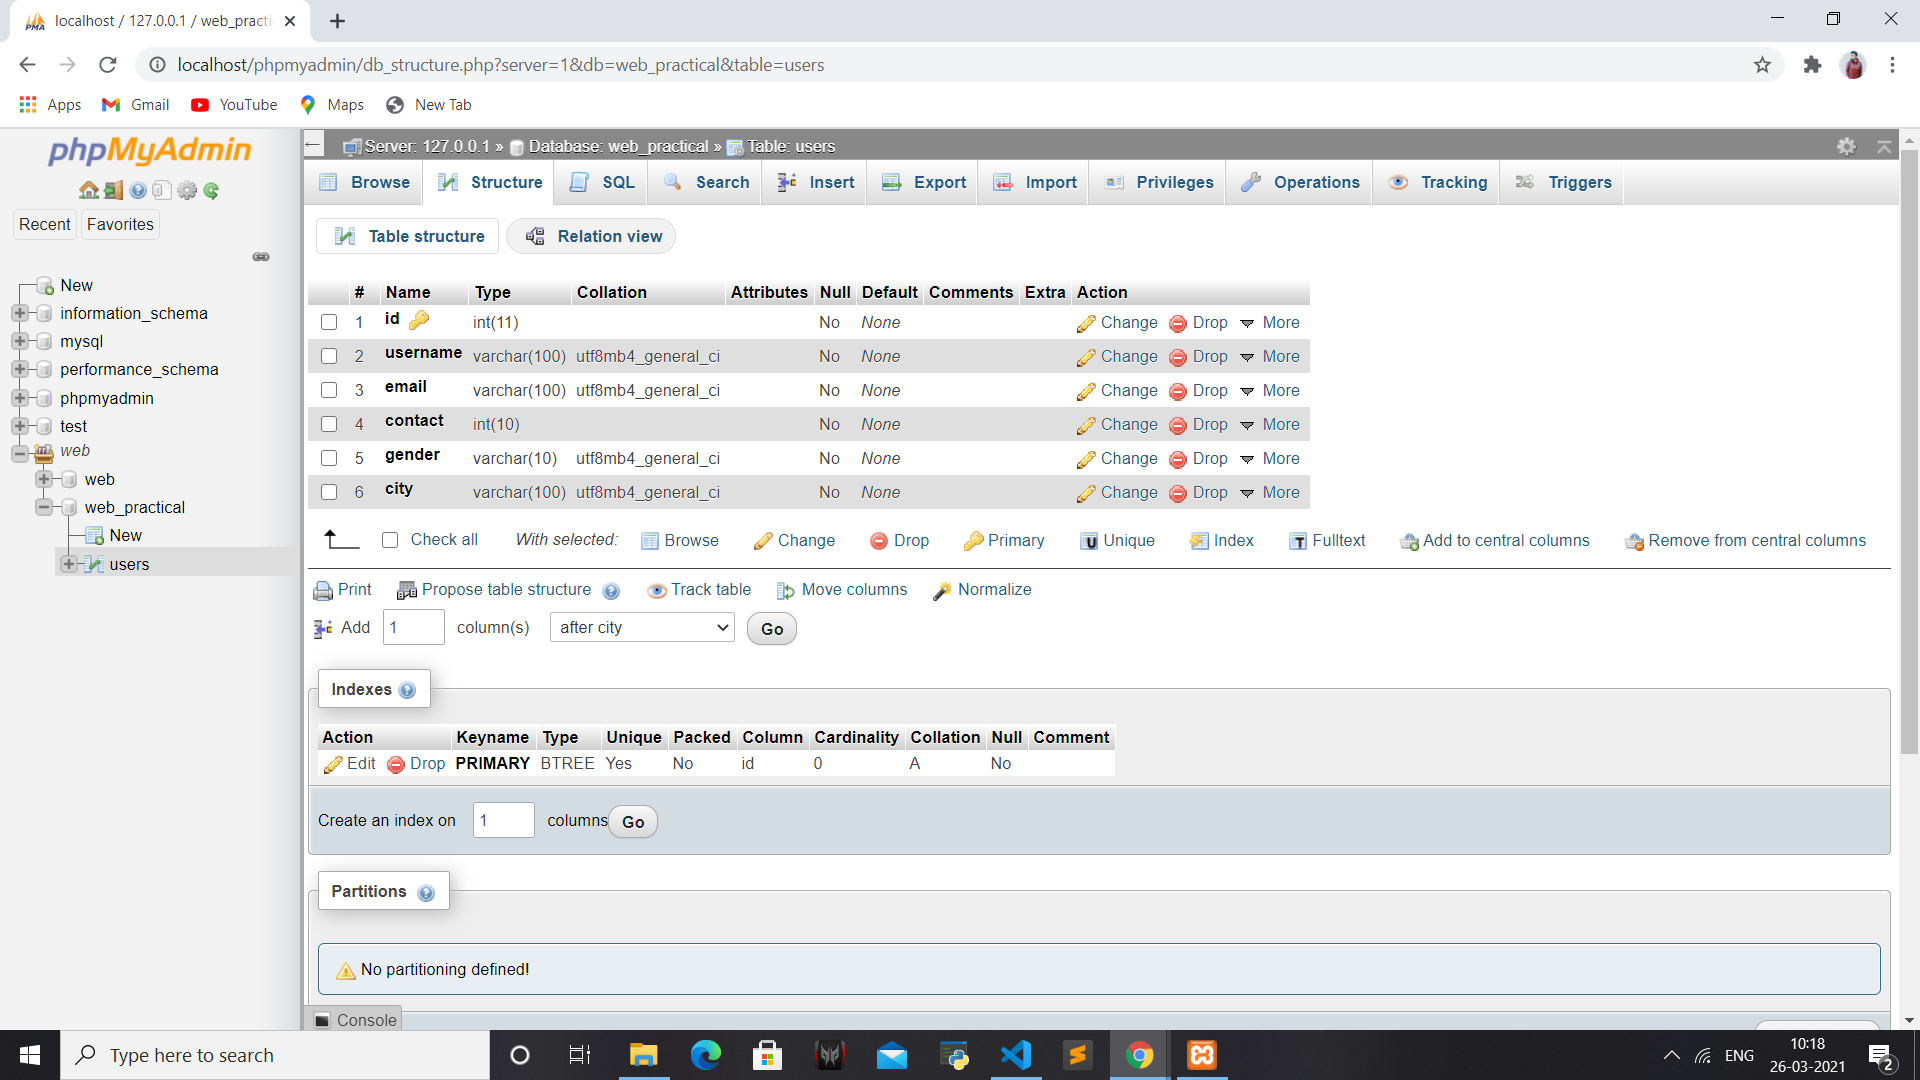 localhost / 127.0.0.1 / web_practi
localhost/phpmyadmin/db_structure.php?server=1&db=web_practical&table=users
Apps Gmail YouTube Maps New Tab
phpMyAdmin
Recent Favorites
New
information_schema
mysql
performance_schema
phpmyadmin
test
web
web
web_practical
New
users
Server: 127.0.0.1 » Database: web_practical » Table: users
Browse Structure SQL Search Insert Export Import Privileges Operations Tracking Triggers
Table structure Relation view
# Name Type Collation Attributes Null Default Comments Extra Action
1 id int(11) No None Change Drop More
2 username varchar(100) utf8mb4_general_ci No None Change Drop More
3 email varchar(100) utf8mb4_general_ci No None Change Drop More
4 contact int(10) No None Change Drop More
5 gender varchar(10) utf8mb4_general_ci No None Change Drop More
6 city varchar(100) utf8mb4_general_ci No None Change Drop More
Check all With selected: Browse Change Drop Primary Unique Index Fulltext Add to central columns Remove from central columns
Print Propose table structure Track table Move columns Normalize
Add 1 column(s) after city Go
Indexes
Action Keyname Type Unique Packed Column Cardinality Collation Null Comment
Edit Drop PRIMARY BTREE Yes No id 0 A No
Create an index on 1 columns Go
Partitions
No partitioning defined!
Console
Type here to search
ENG
10:18
26-03-2021
2